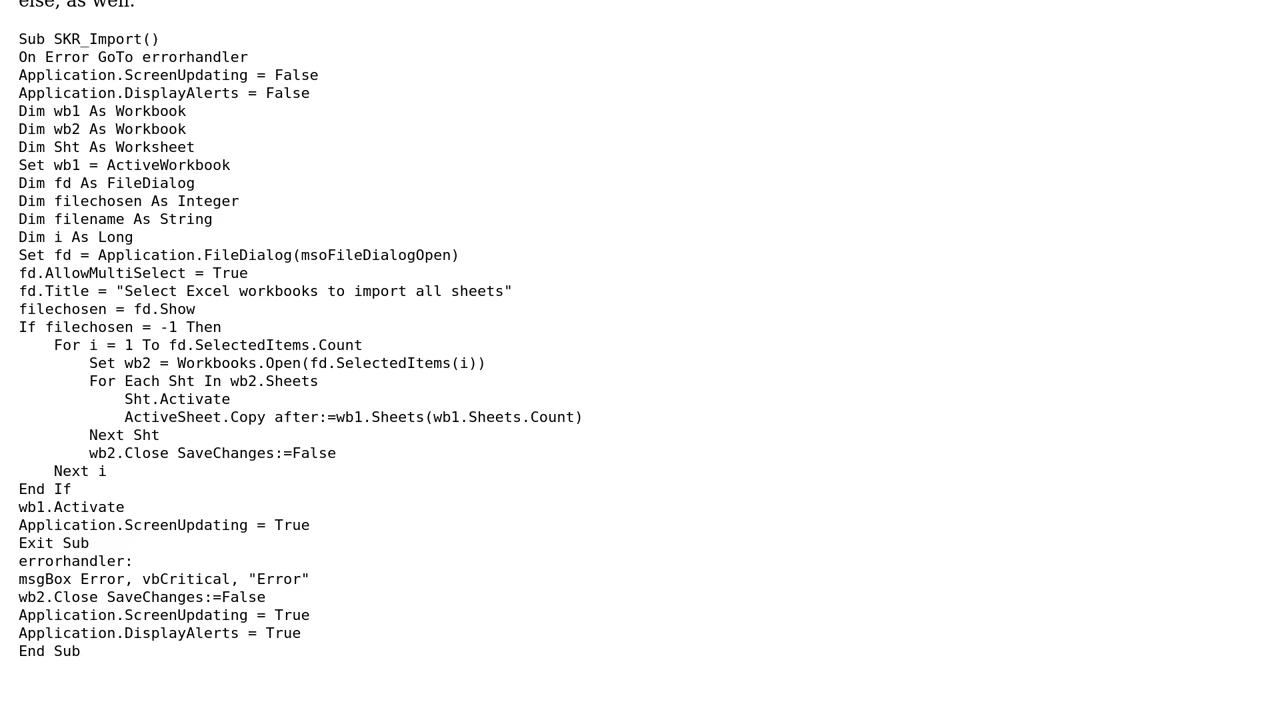 else, as well.
Sub SKR_Import()
On Error GoTo errorhandler
Application.ScreenUpdating = False
Application.DisplayAlerts = False
Dim wb1 As Workbook
Dim wb2 As Workbook
Dim Sht As Worksheet
Set wb1 = ActiveWorkbook
Dim fd As FileDialog
Dim filechosen As Integer
Dim filename As String
Dim i As Long
Set fd = Application.FileDialog(msoFileDialogOpen)
fd.AllowMultiSelect = True
fd.Title = "Select Excel workbooks to import all sheets"
filechosen = fd.Show
If filechosen = -1 Then
    For i = 1 To fd.SelectedItems.Count
        Set wb2 = Workbooks.Open(fd.SelectedItems(i))
        For Each Sht In wb2.Sheets
            Sht.Activate
            ActiveSheet.Copy after:=wb1.Sheets(wb1.Sheets.Count)
        Next Sht
        wb2.Close SaveChanges:=False
    Next i
End If
wb1.Activate
Application.ScreenUpdating = True
Exit Sub
errorhandler:
msgBox Error, vbCritical, "Error"
wb2.Close SaveChanges:=False
Application.ScreenUpdating = True
Application.DisplayAlerts = True
End Sub